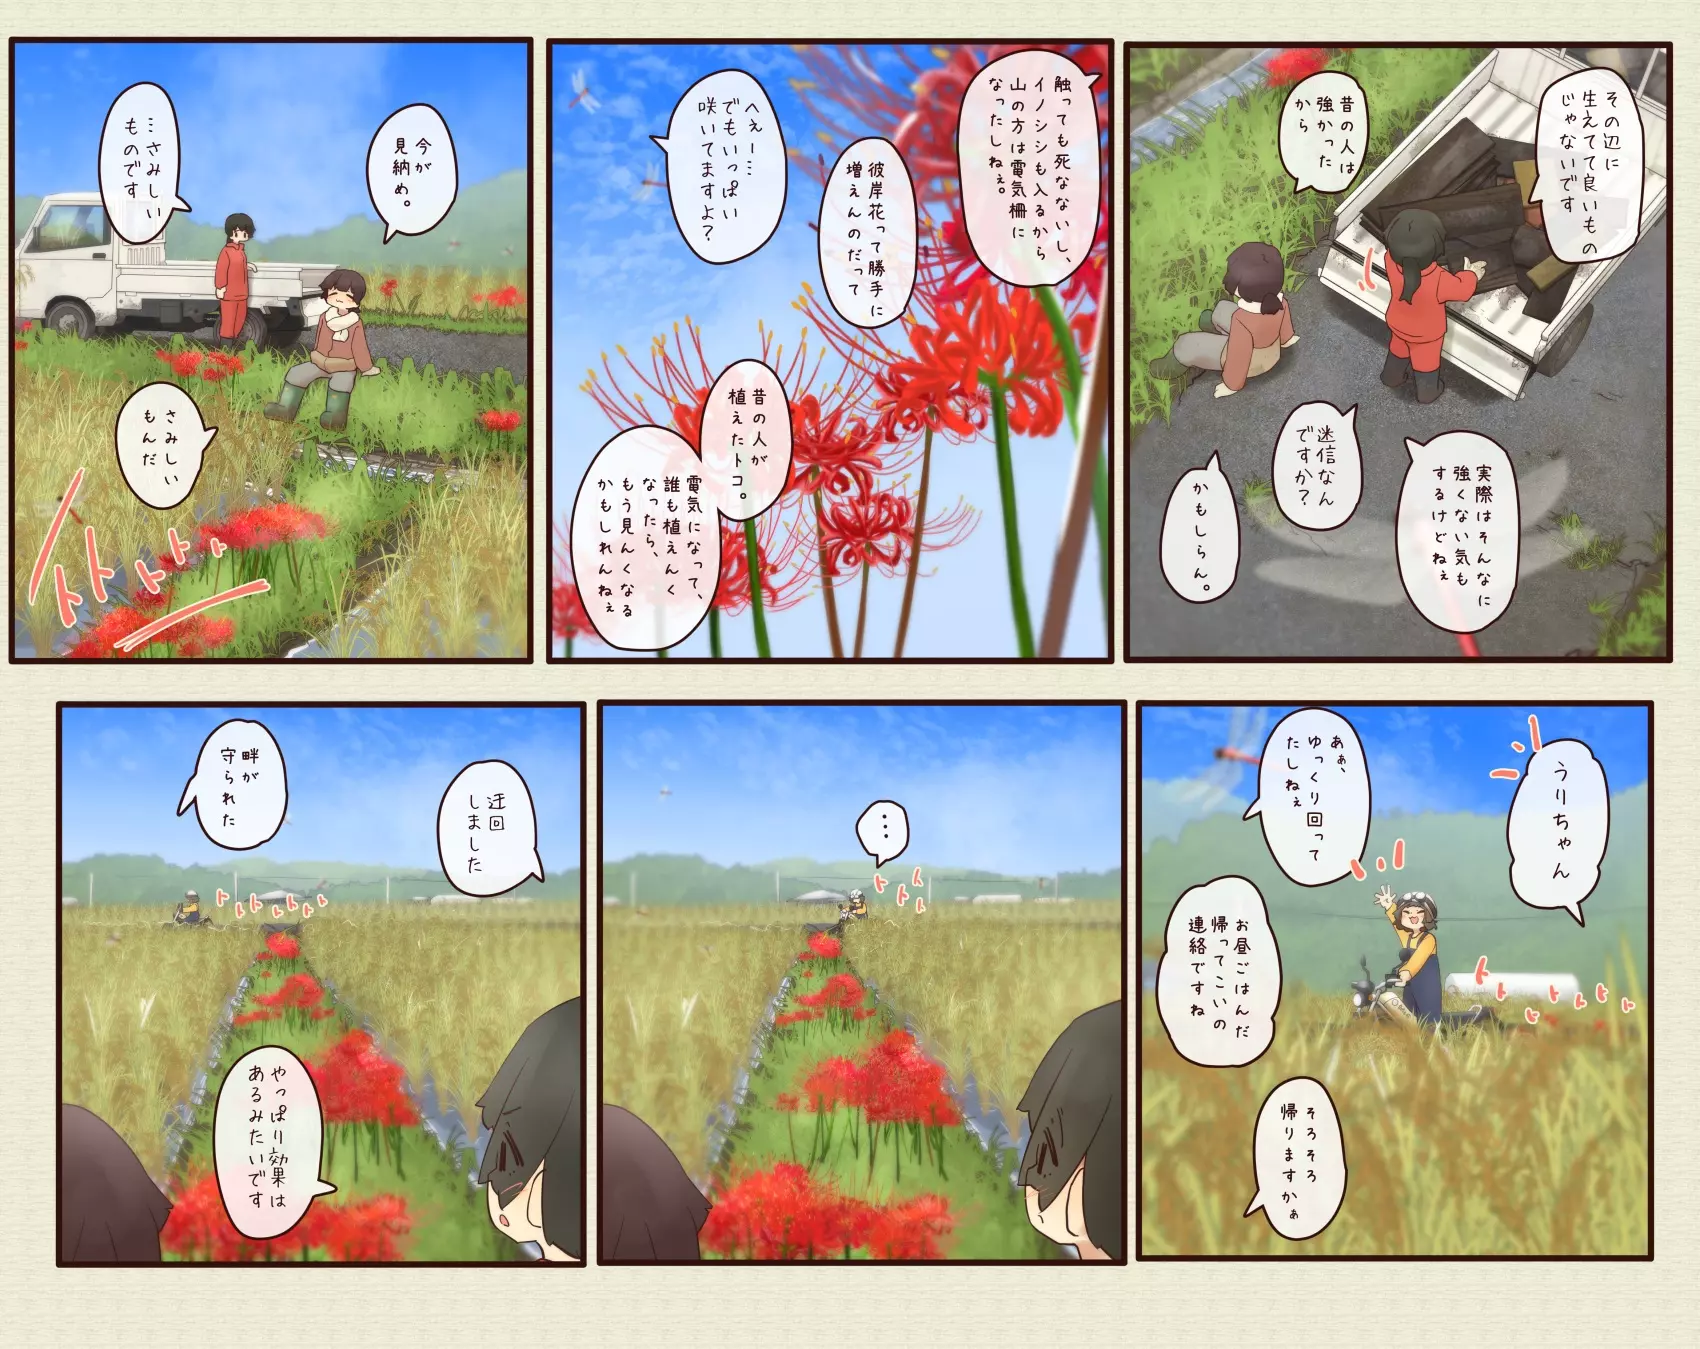 その辺に
生えてて良いもの
じゃないです
昔の人は
強かった
から
実際はそんなに
強くない気も
するけどねぇ
迷信なん
ですか？
かもしらん。
触っても死なないし、
イノシシも入るから
山の方は電気柵に
なったしねぇ。
彼岸花って勝手に
増えんのだって
へぇー…
でもいっぱい
咲いてますよ？
昔の人が
植えたトコ。
電気になって、
誰も植えんく
なったら、
もう見んくなる
かもしれんねぇ
今が
見納め。
…さみしい
ものです
さみしい
もんだ
トトトト
うりちゃん
あぁ、
ゆっくり回って
たしねぇ
お昼ごはんだ
帰ってこいの
連絡ですね
そろそろ
帰りますかぁ
トトトトトトト
…
トトトト
迂回
しました
畔が
守られた
やっぱり効果は
あるみたいです
トトトトトトト